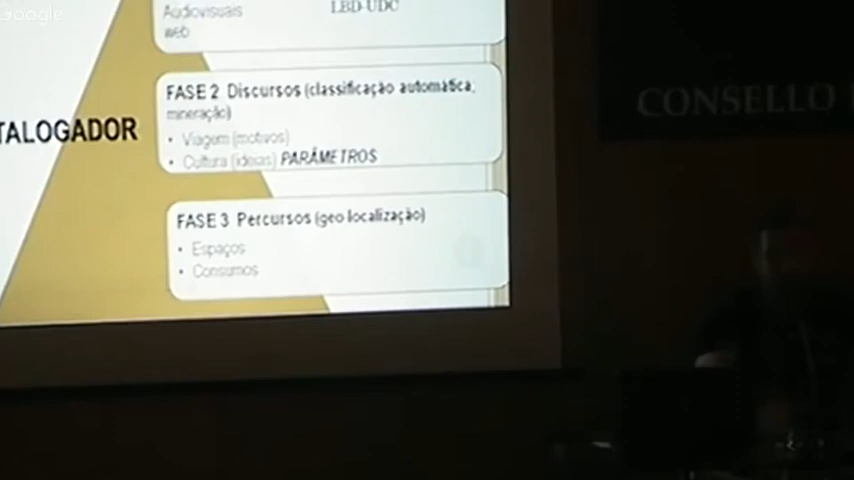 Google
Audiovisuais
LBD-UDC
web
FASE 2 Discursos (classificação automática,
mineração)
• Viagem (motivos)
• Cultura (ideias) PARÂMETROS
TALOGADOR
FASE 3 Percursos (geo localização)
• Espaços
• Consumos
CONSELLO